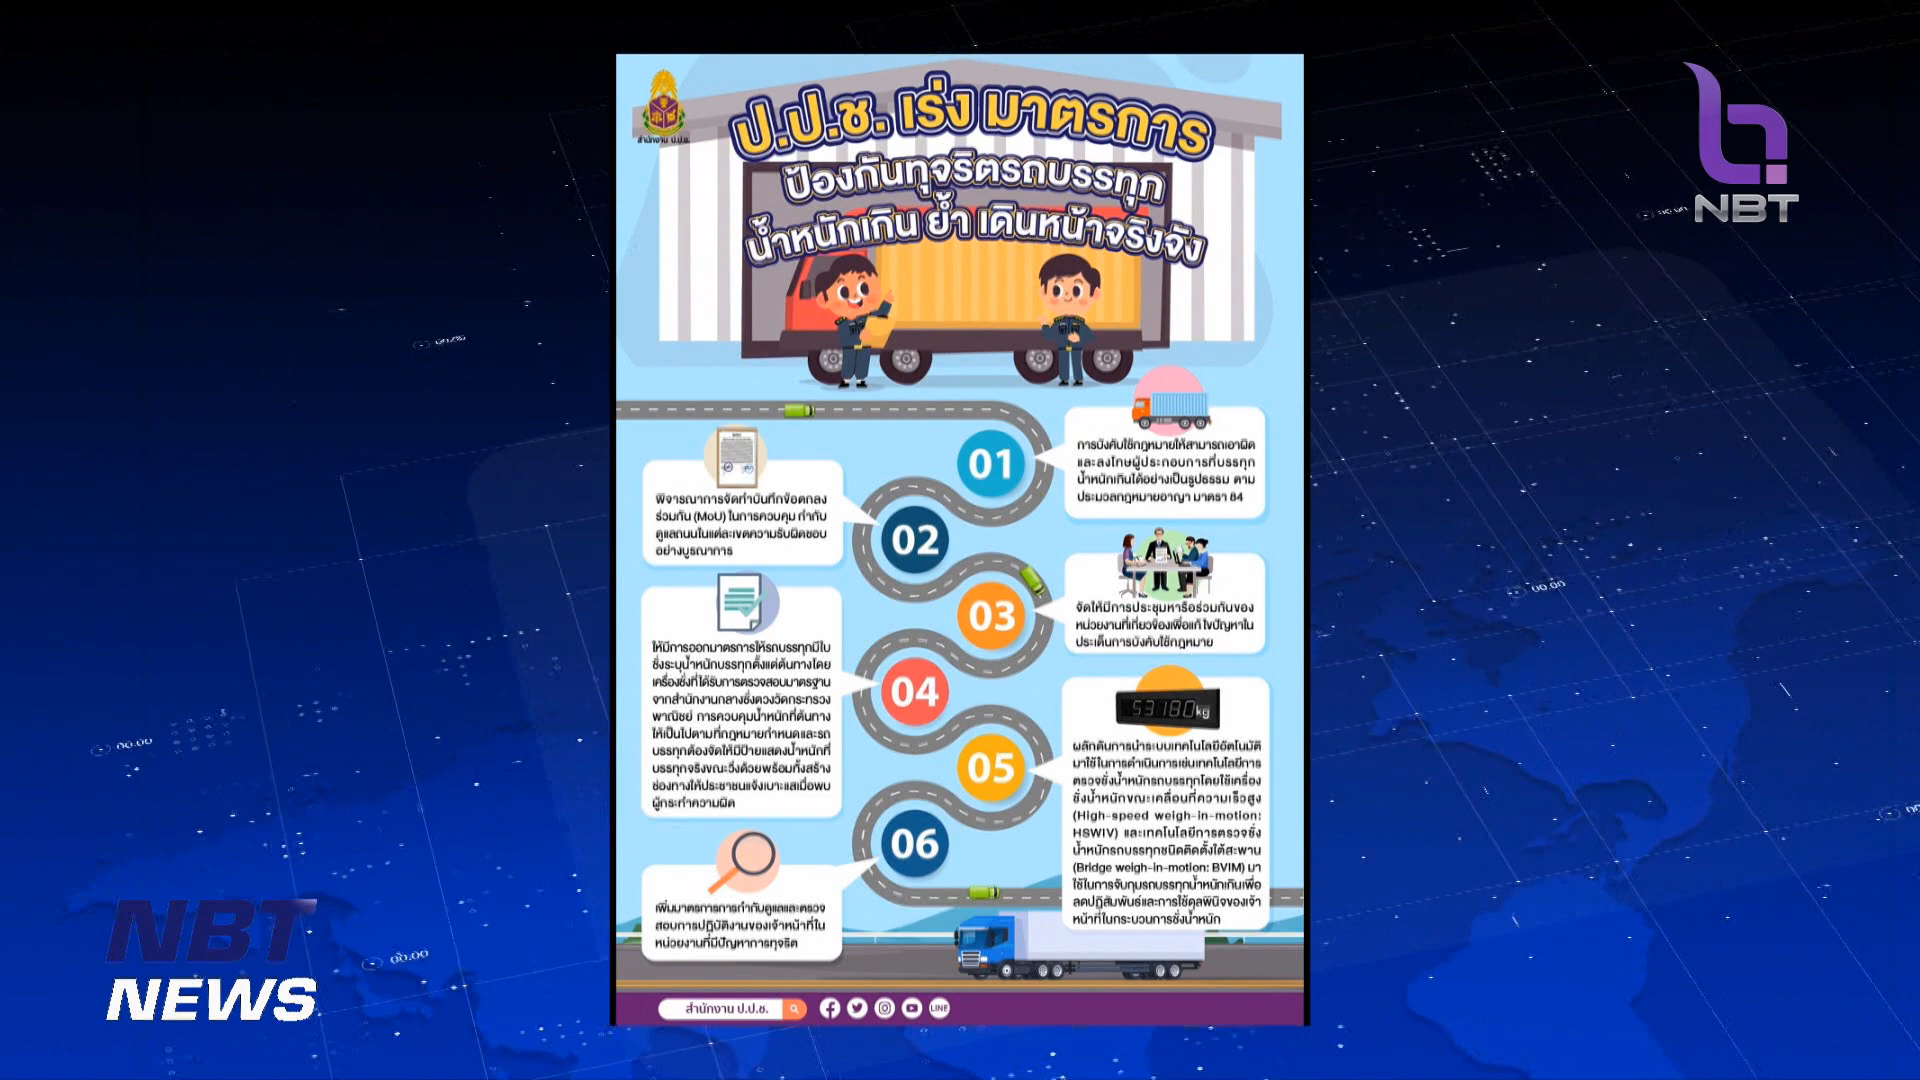 สำนักงาน ป.ป.ช.
ป.ป.ช. เร่ง มาตรการ
ป้องกันทุจริตรถบรรทุก
น้ำหนักเกิน ย้ำ เดินหน้าจริงจัง
NBT
01
การบังคับใช้กฎหมายให้สามารถเอาผิด
และลงโทษผู้ประกอบการที่บรรทุก
น้ำหนักเกินได้อย่างเป็นรูปธรรม ตาม
ประมวลกฎหมายอาญา มาตรา 84
02
พิจารณาการจัดทำบันทึกข้อตกลง
ร่วมกัน (MoU) ในการควบคุม กำกับ
ดูแลถนนในแต่ละเขตความรับผิดชอบ
อย่างบูรณาการ
03
จัดให้มีการประชุมหารือร่วมกันของ
หน่วยงานที่เกี่ยวข้องเพื่อแก้ไขปัญหาใน
ประเด็นการบังคับใช้กฎหมาย
04
ให้มีการออกมาตรการให้รถบรรทุกมีใบ
ชั่งระบุน้ำหนักบรรทุกตั้งแต่ต้นทางโดย
เครื่องชั่งที่ได้รับการตรวจสอบมาตรฐาน
จากสำนักงานกลางชั่งตวงวัดกระทรวง
พาณิชย์ การควบคุมน้ำหนักที่ต้นทาง
ให้เป็นไปตามที่กฎหมายกำหนดและรถ
บรรทุกต้องจัดให้มีป้ายแสดงน้ำหนักที่
บรรทุกจริงขณะวิ่งด้วยพร้อมทั้งสร้าง
ช่องทางให้ประชาชนแจ้งเบาะแสเมื่อพบ
ผู้กระทำความผิด
05
53180 kg
ผลักดันการนำระบบเทคโนโลยีอัตโนมัติ
มาใช้ในการดำเนินการเช่นเทคโนโลยีการ
ตรวจชั่งน้ำหนักรถบรรทุกโดยใช้เครื่อง
ชั่งน้ำหนักขณะเคลื่อนที่ความเร็วสูง
(High-speed weigh-in-motion:
HSWIV) และเทคโนโลยีการตรวจชั่ง
น้ำหนักรถบรรทุกชนิดติดตั้งใต้สะพาน
(Bridge weigh-in-motion: BVIM) มา
ใช้ในการจับกุมรถบรรทุกน้ำหนักเกินเพื่อ
ลดปฏิสัมพันธ์และการใช้ดุลพินิจของเจ้า
หน้าที่ในกระบวนการชั่งน้ำหนัก
06
เพิ่มมาตรการการกำกับดูแลและตรวจ
สอบการปฏิบัติงานของเจ้าหน้าที่ใน
หน่วยงานที่มีปัญหาการทุจริต
สำนักงาน ป.ป.ช.
LINE
NBT
NEWS